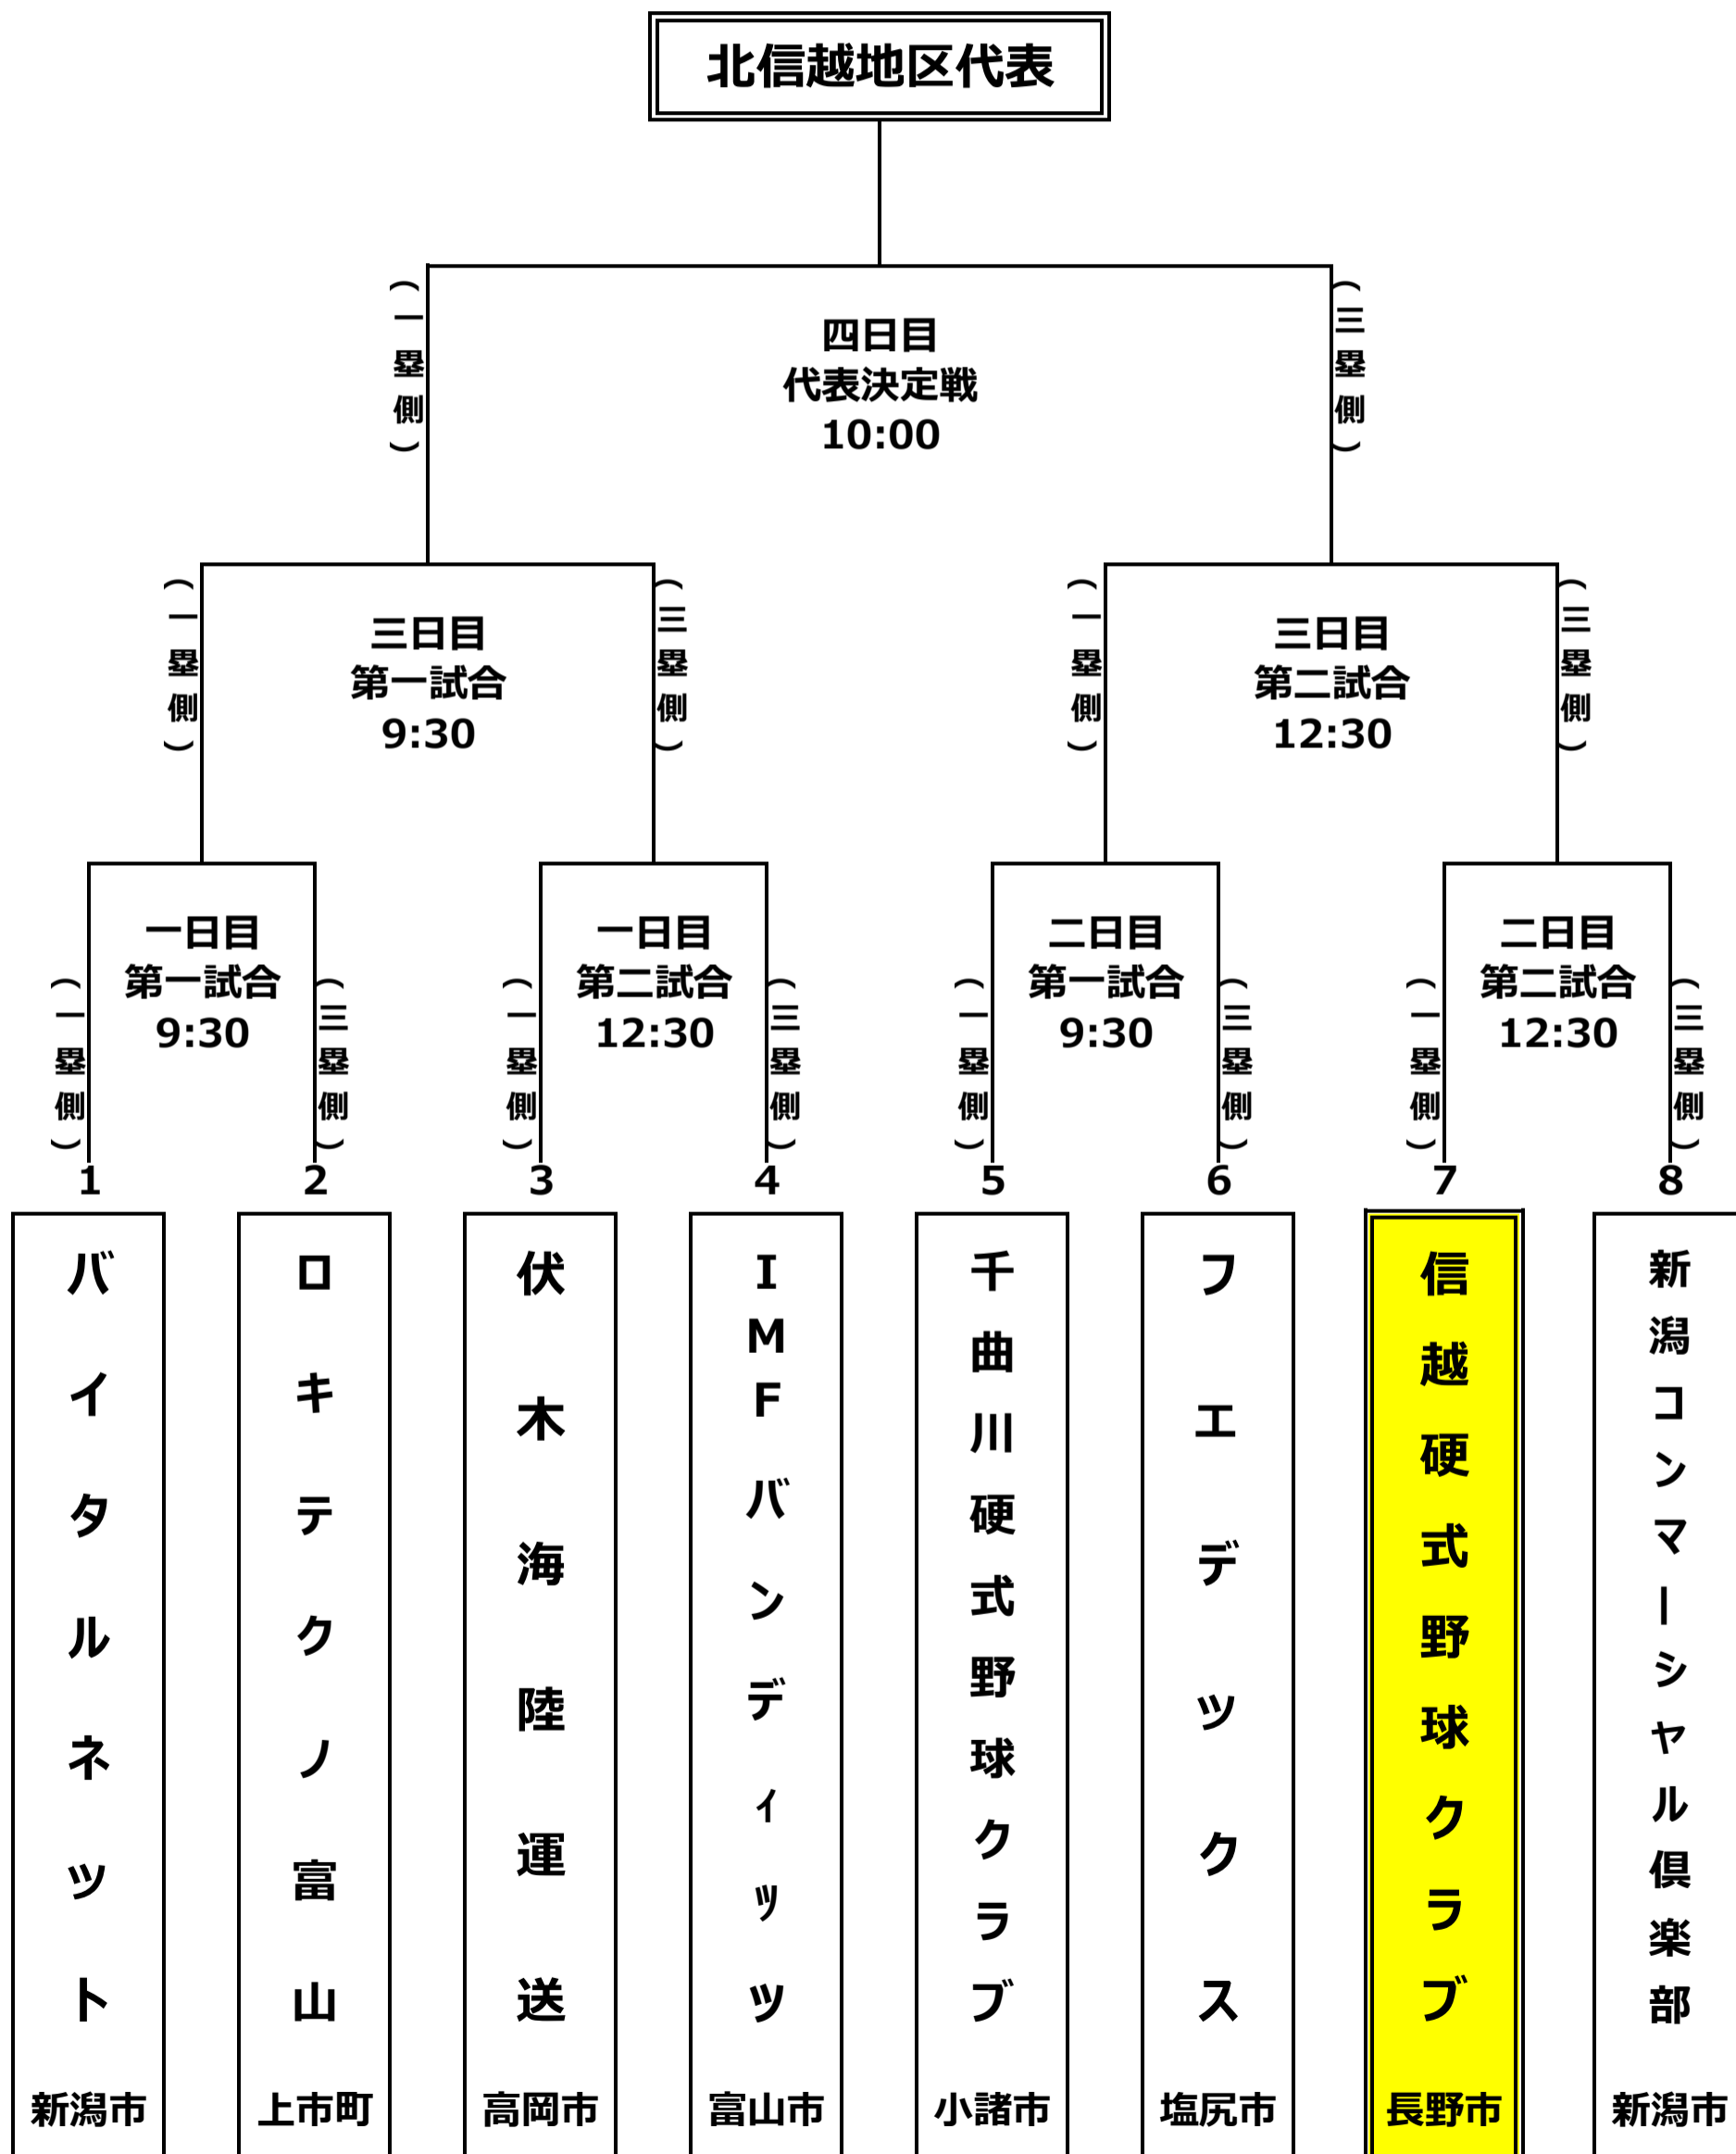 北信越地区代表
(一塁側)
四日目
代表決定戦
10:00
(三塁側)
(一塁側)
三日目
第一試合
9:30
(三塁側)
(一塁側)
三日目
第二試合
12:30
(三塁側)
(一塁側)
一日目
第一試合
9:30
(三塁側)
(一塁側)
一日目
第二試合
12:30
(三塁側)
(一塁側)
二日目
第一試合
9:30
(三塁側)
(一塁側)
二日目
第二試合
12:30
(三塁側)
1
バイタルネット
新潟市
2
ロキテクノ富山
上市町
3
伏木海陸運送
高岡市
4
IMFバンディッツ
富山市
5
千曲川硬式野球クラブ
小諸市
6
フエデックス
塩尻市
7
信越硬式野球クラブ
長野市
8
新潟コンマーシャル倶楽部
新潟市